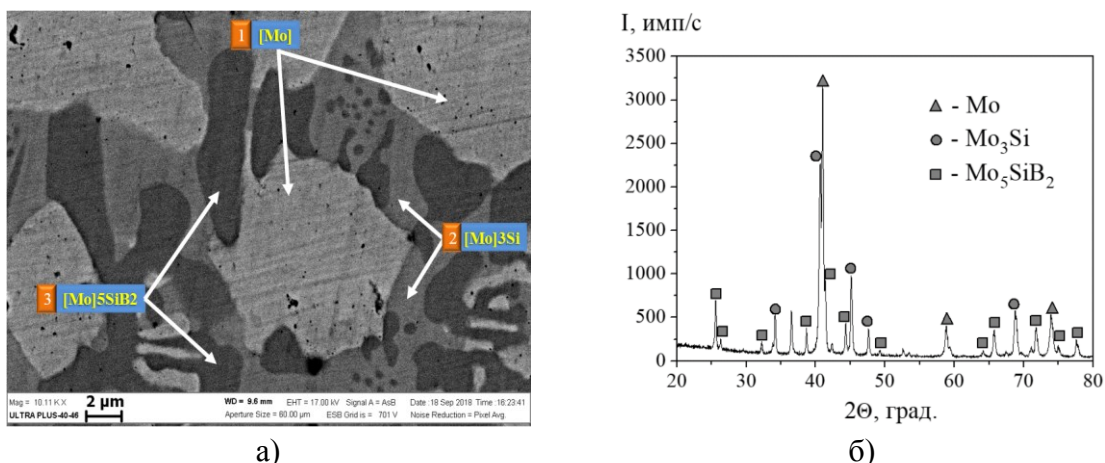 1 [Mo]
2 [Mo]3Si
3 [Mo]5SiB2
Mag = 10.11 K X
2 µm
WD = 9.6 mm EHT = 17.00 kV Signal A = AsB Date :18 Sep 2018 Time :16:23:41
ULTRA PLUS-40-46 Aperture Size = 60.00 µm ESB Grid is = 701 V Noise Reduction = Pixel Avg.
а)
I, имп/с
3500
3000
2500
2000
1500
1000
500
0
- Mo
- Mo₃Si
- Mo₅SiB₂
20 30 40 50 60 70 80
2Θ, град.
б)